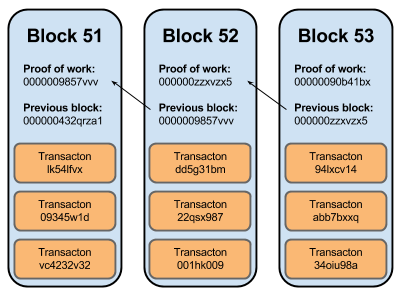 Block 51
Proof of work:
0000009857vvv
Previous block:
000000432qrza1
Transacton
lk54lfvx
Transacton
09345w1d
Transacton
vc4232v32
Block 52
Proof of work:
000000zzxvzx5
Previous block:
0000009857vvv
Transacton
dd5g31bm
Transacton
22qsx987
Transacton
001hk009
Block 53
Proof of work:
00000090b41bx
Previous block:
000000zzxvzx5
Transacton
94lxcv14
Transacton
abb7bxxq
Transacton
34oiu98a